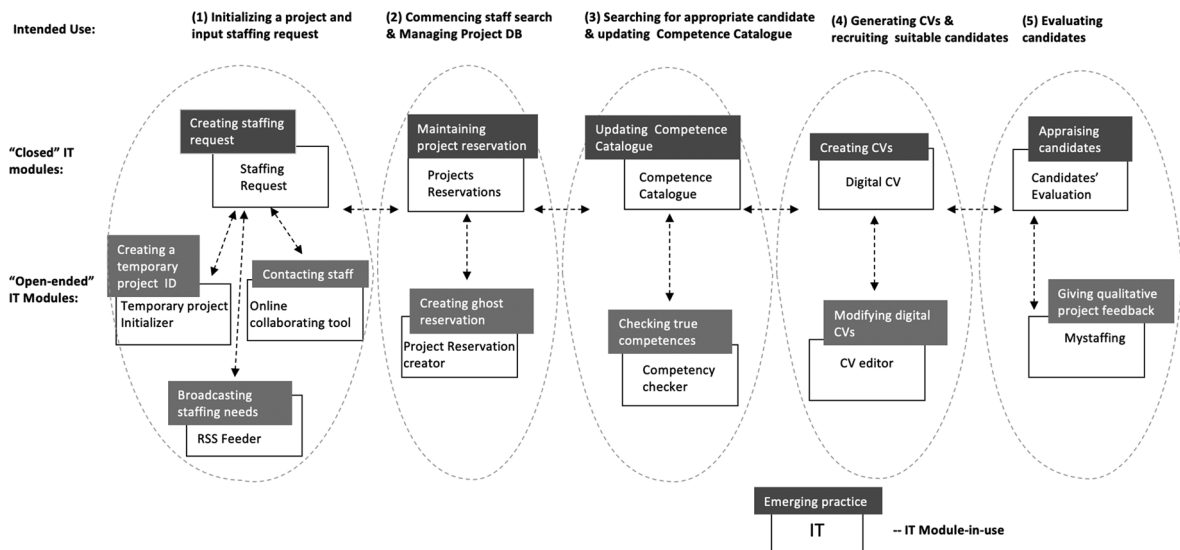 Intended Use:
(1) Initializing a project and
input staffing request
(2) Commencing staff search
& Managing Project DB
(3) Searching for appropriate candidate
& updating Competence Catalogue
(4) Generating CVs &
recruiting suitable candidates
(5) Evaluating
candidates
“Closed” IT
modules:
Creating staffing
request
Staffing
Request
Maintaining
project reservation
Projects
Reservations
Updating Competence
Catalogue
Competence
Catalogue
Creating CVs
Digital CV
Appraising
candidates
Candidates’
Evaluation
“Open-ended”
IT Modules:
Creating a
temporary
project ID
Temporary project
Initializer
Contacting staff
Online
collaborating tool
Broadcasting
staffing needs
RSS Feeder
Creating ghost
reservation
Project Reservation
creator
Checking true
competences
Competency
checker
Modifying digital
CVs
CV editor
Giving qualitative
project feedback
Mystaffing
Emerging practice
IT
-- IT Module-in-use